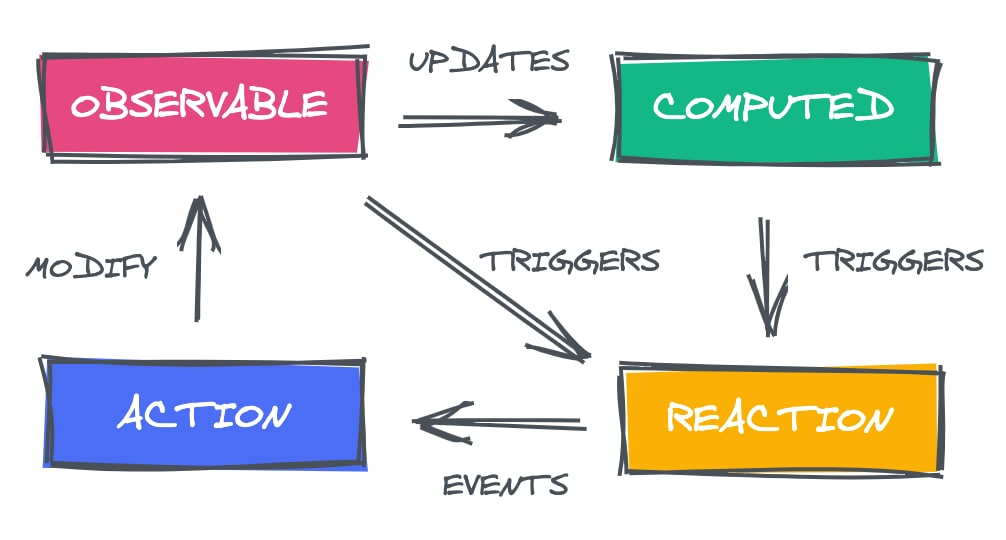 UPDATES
OBSERVABLE
COMPUTED
MODIFY
TRIGGERS
TRIGGERS
ACTION
REACTION
EVENTS